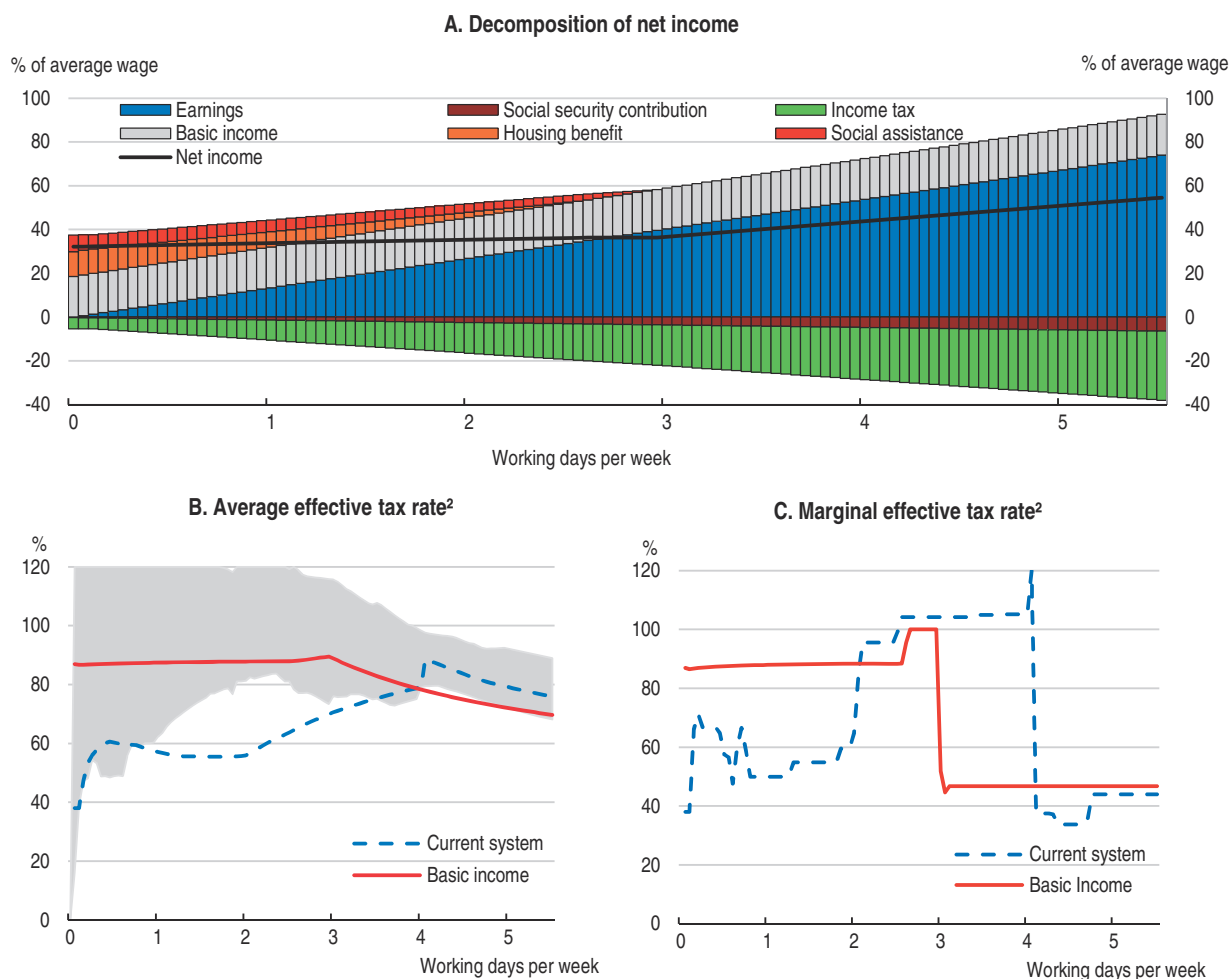 A. Decomposition of net income
% of average wage
% of average wage
100
80
60
40
20
0
-20
-40
100
80
60
40
20
0
-20
-40
Earnings
Social security contribution
Income tax
Basic income
Housing benefit
Social assistance
Net income
0 1 2 3 4 5
Working days per week
B. Average effective tax rate²
%
120
100
80
60
40
20
0
Current system
Basic income
0 1 2 3 4 5
Working days per week
C. Marginal effective tax rate²
%
120
100
80
60
40
20
0
Current system
Basic Income
0 1 2 3 4 5
Working days per week